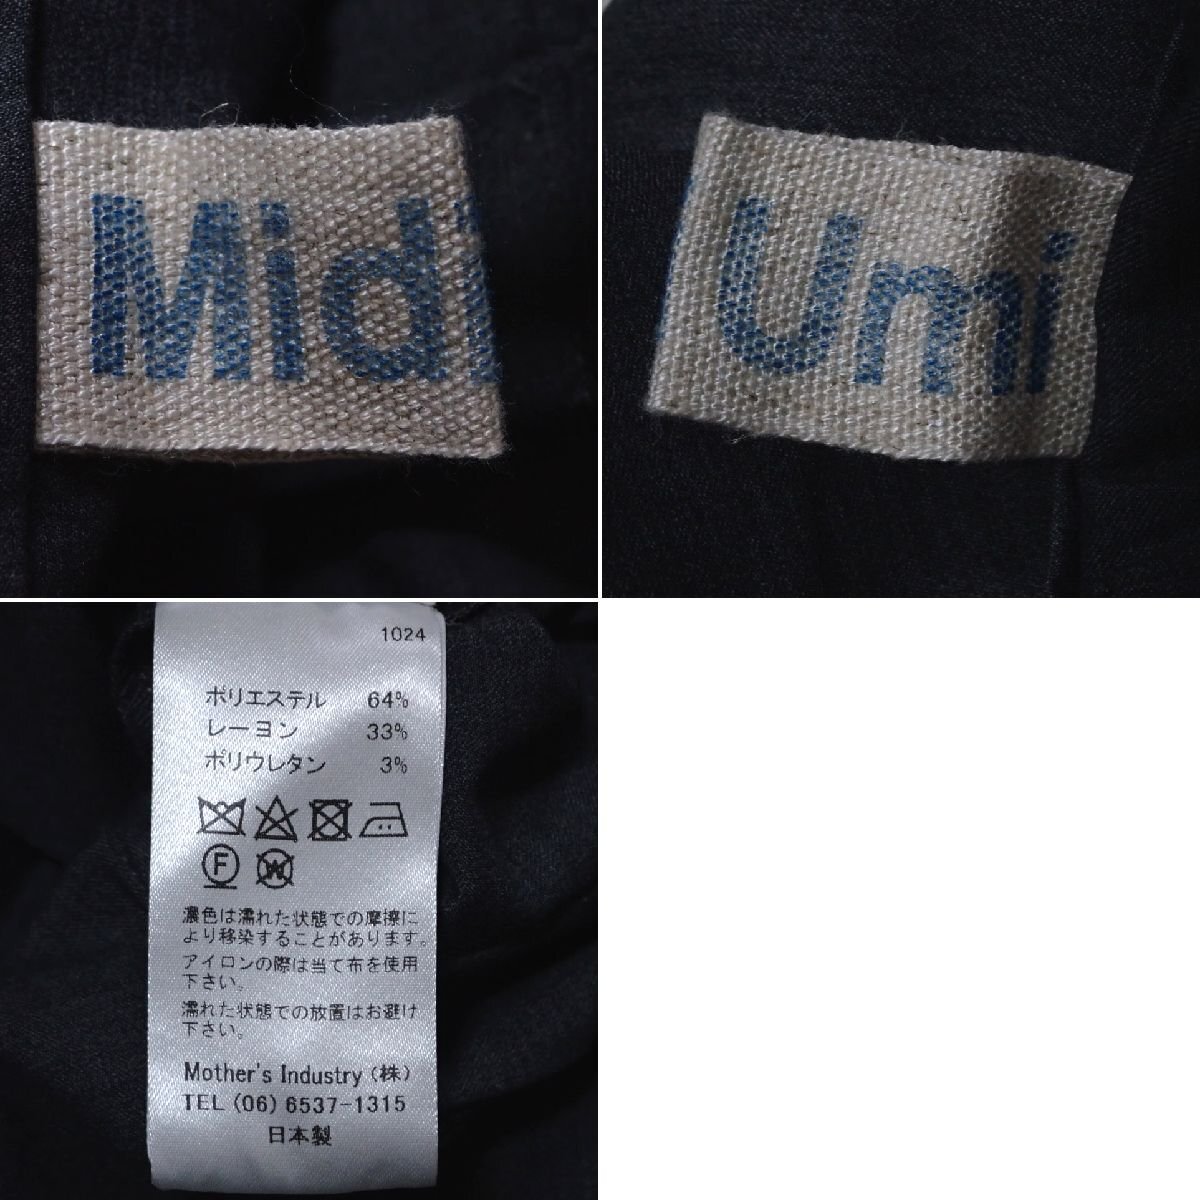 Mid
Umi
1024
ポリエステル 64%
レーヨン 33%
ポリウレタン 3%
F
W
濃色は濡れた状態での摩擦に
より移染することがあります。
アイロンの際は当て布を使用
下さい。
濡れた状態での放置はお避け
下さい。
Mother's Industry (株)
TEL (06) 6537-1315
日本製